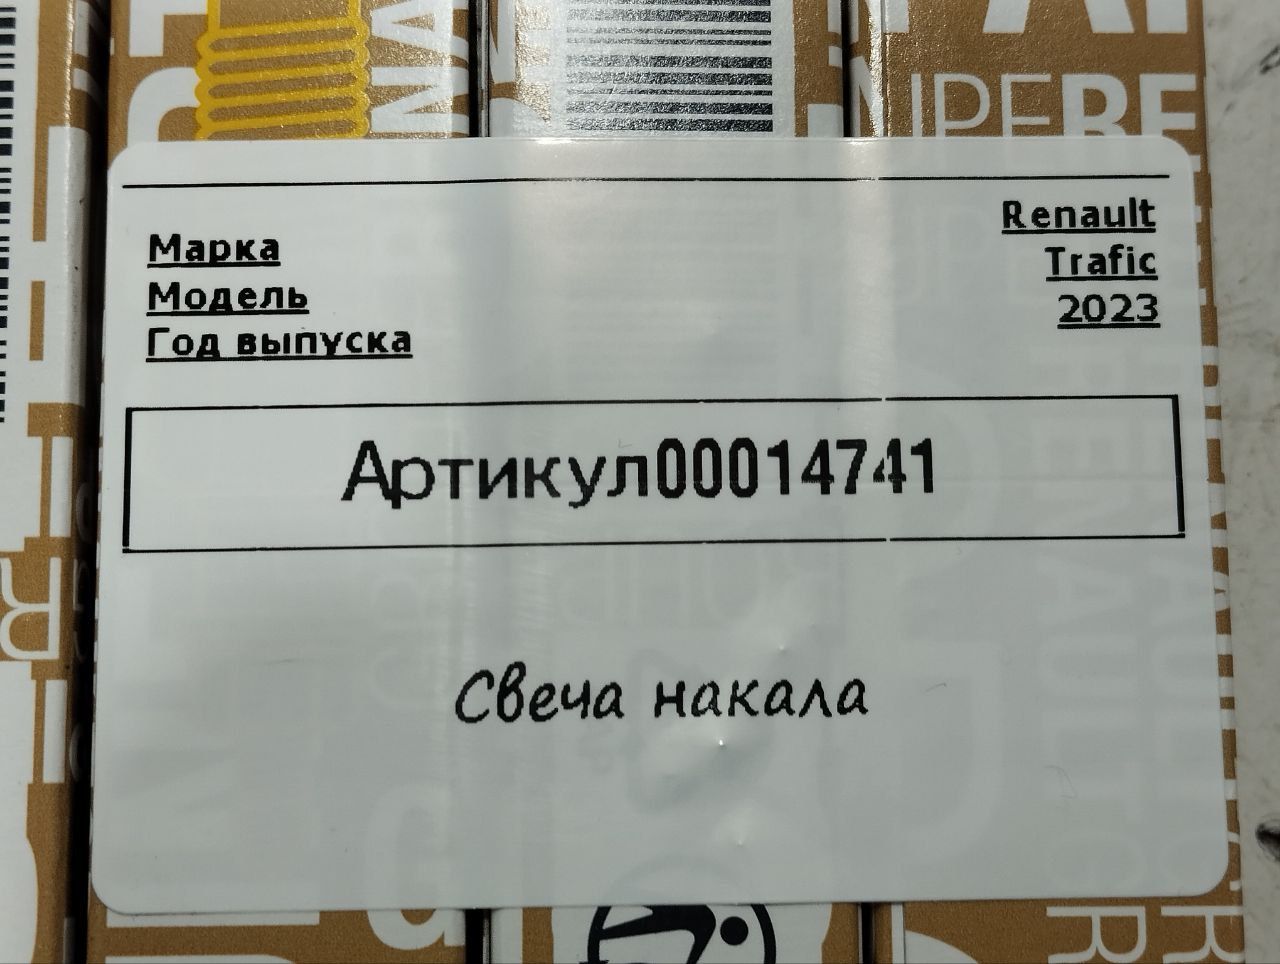 Марка Renault
Модель Trafic
Год выпуска 2023
Артикул00014741
Свеча накала